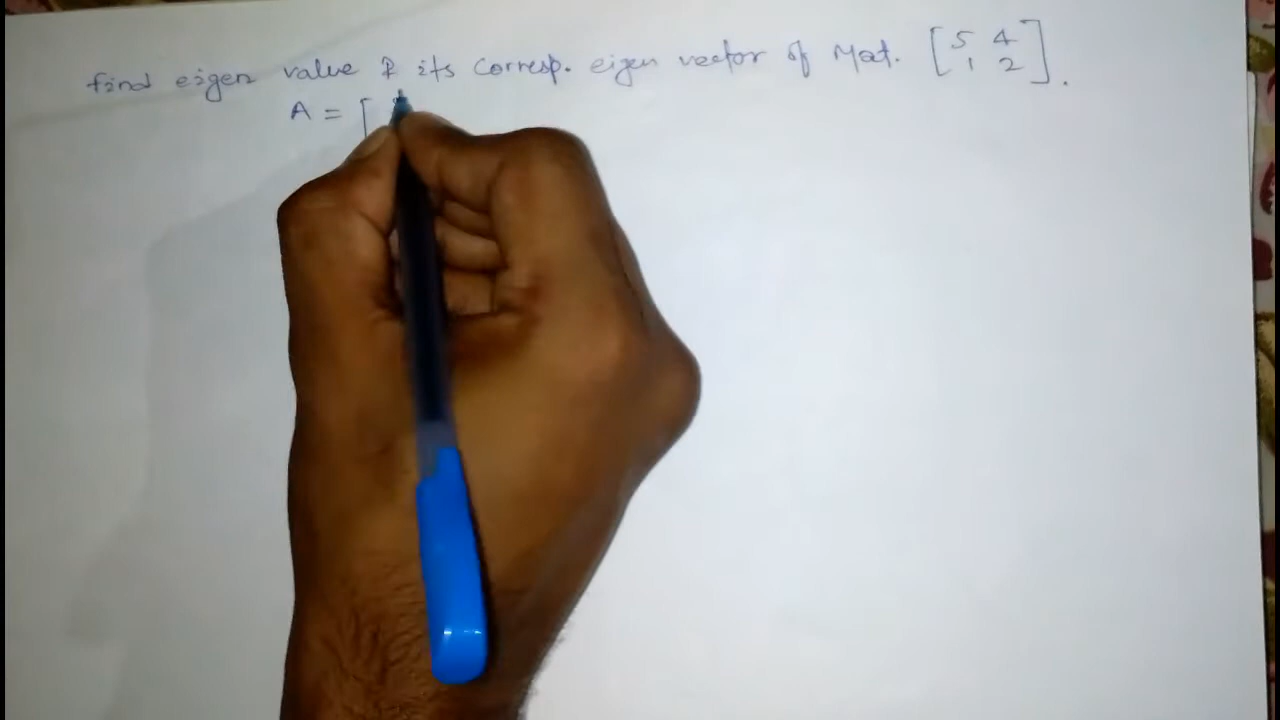 find eigen value & its corresp. eigen vector of Mat. [5 4
1 2].
A = [